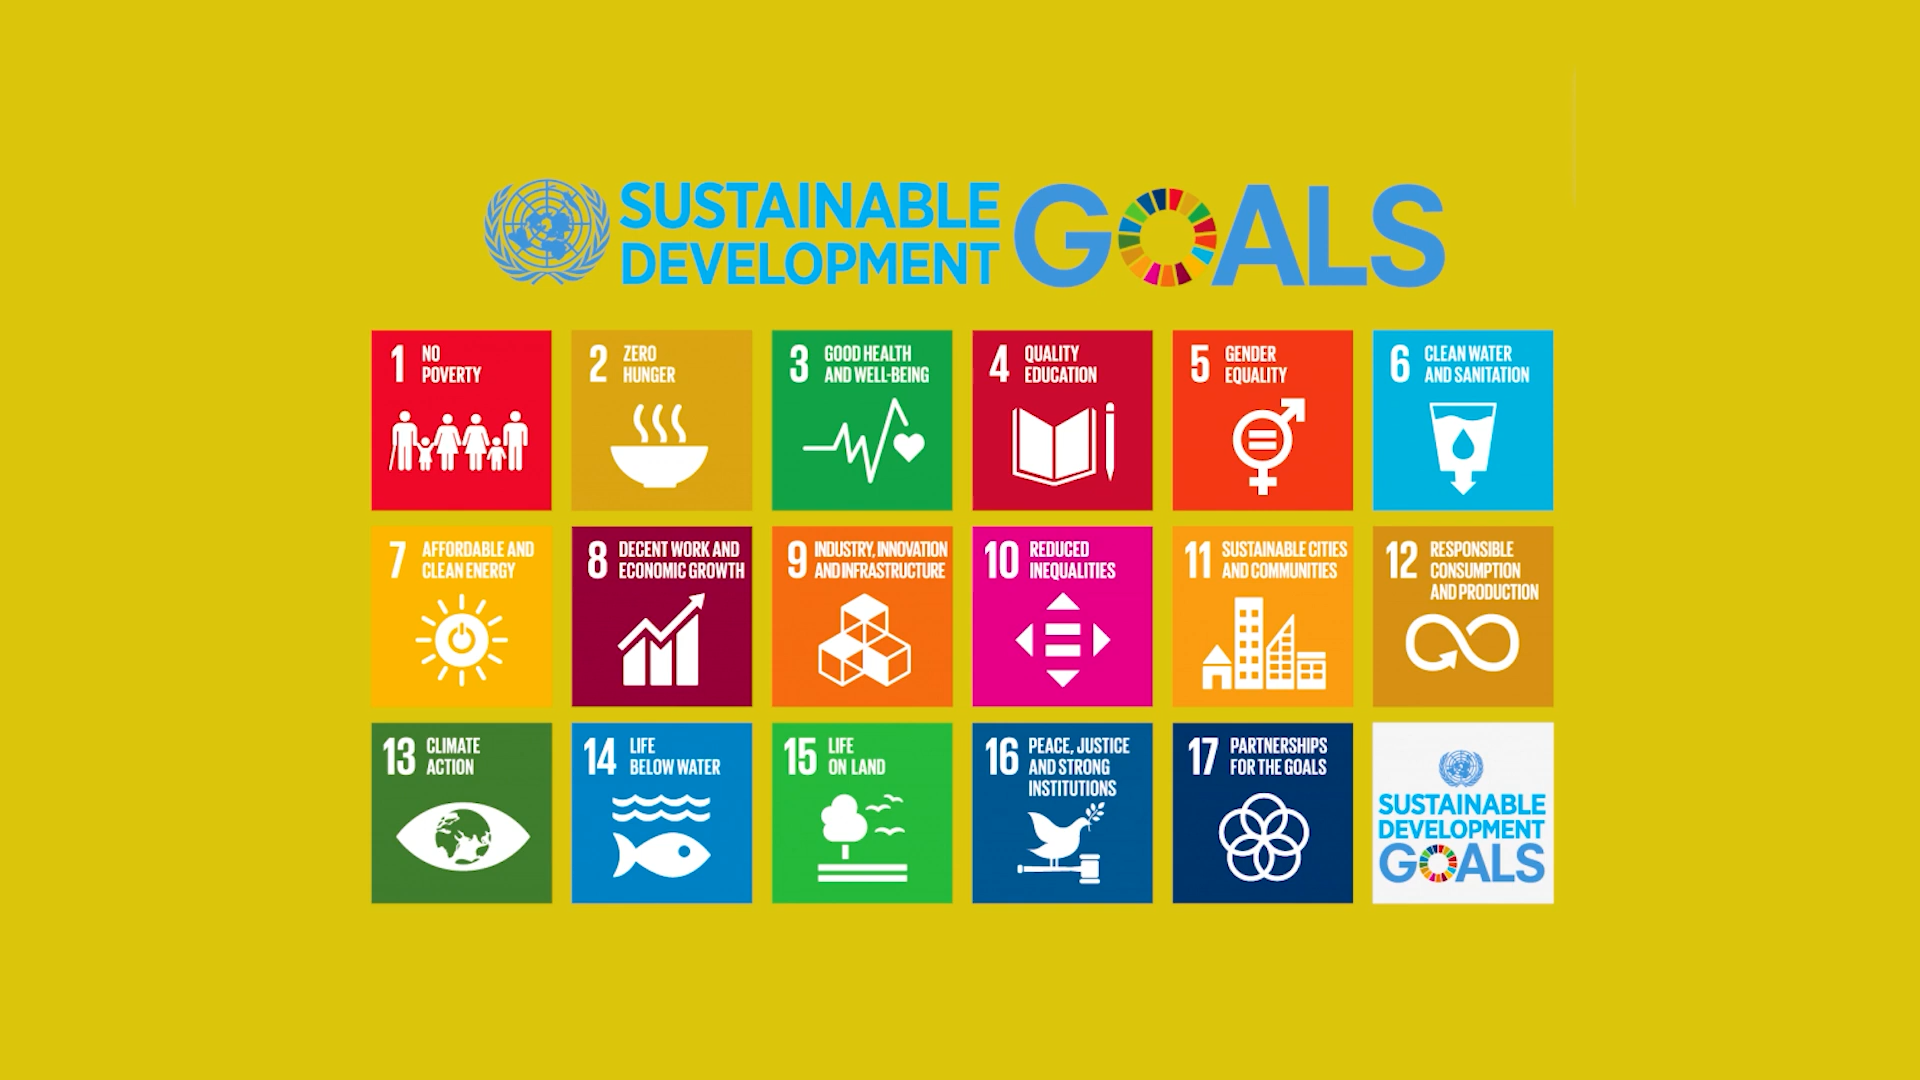 SUSTAINABLE
DEVELOPMENT
GOALS
1 NO
POVERTY
2 ZERO
HUNGER
3 GOOD HEALTH
AND WELL-BEING
4 QUALITY
EDUCATION
5 GENDER
EQUALITY
6 CLEAN WATER
AND SANITATION
7 AFFORDABLE AND
CLEAN ENERGY
8 DECENT WORK AND
ECONOMIC GROWTH
9 INDUSTRY, INNOVATION
AND INFRASTRUCTURE
10 REDUCED
INEQUALITIES
11 SUSTAINABLE CITIES
AND COMMUNITIES
12 RESPONSIBLE
CONSUMPTION
AND PRODUCTION
13 CLIMATE
ACTION
14 LIFE
BELOW WATER
15 LIFE
ON LAND
16 PEACE, JUSTICE
AND STRONG
INSTITUTIONS
17 PARTNERSHIPS
FOR THE GOALS
SUSTAINABLE
DEVELOPMENT
GOALS